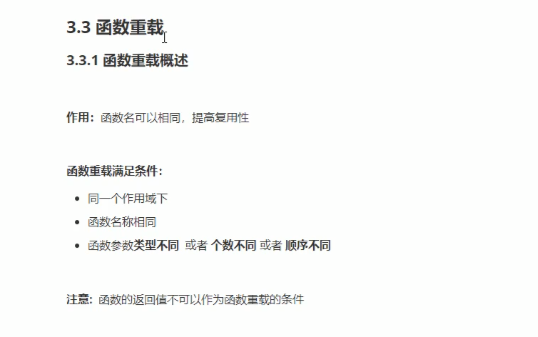 3.3 函数重载
3.3.1 函数重载概述
作用：函数名可以相同，提高复用性
函数重载满足条件：
同一个作用域下
函数名称相同
函数参数类型不同 或者 个数不同 或者 顺序不同
注意: 函数的返回值不可以作为函数重载的条件